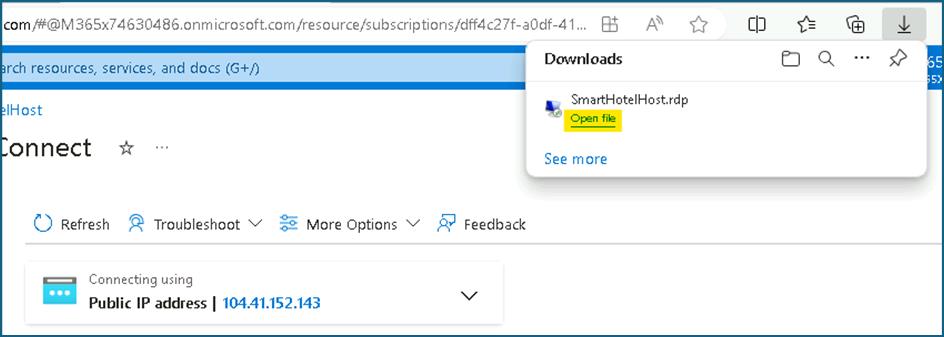 com/#@M365x74630486.onmicrosoft.com/resource/subscriptions/dff4c27f-a0df-41...
arch resources, services, and docs (G+/)
Downloads
SmartHotelHost.rdp
Open file
See more
elHost
Connect
Refresh
Troubleshoot
More Options
Feedback
Connecting using
Public IP address | 104.41.152.143